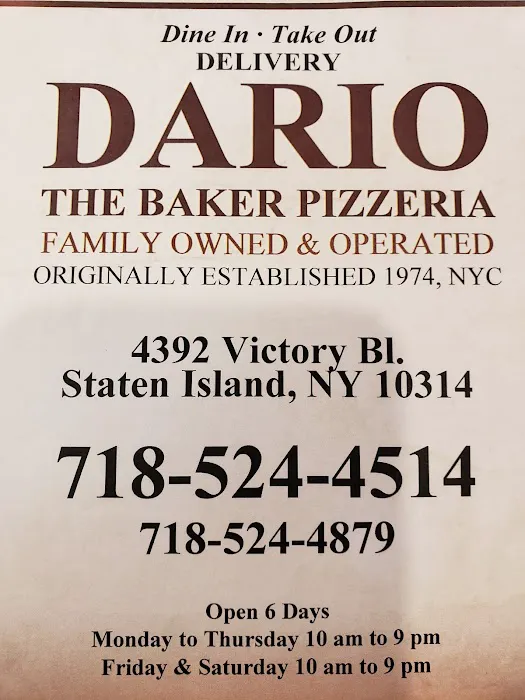 Dine In · Take Out
DELIVERY
DARIO
THE BAKER PIZZERIA
FAMILY OWNED & OPERATED
ORIGINALLY ESTABLISHED 1974, NYC
4392 Victory Bl.
Staten Island, NY 10314
718-524-4514
718-524-4879
Open 6 Days
Monday to Thursday 10 am to 9 pm
Friday & Saturday 10 am to 9 pm